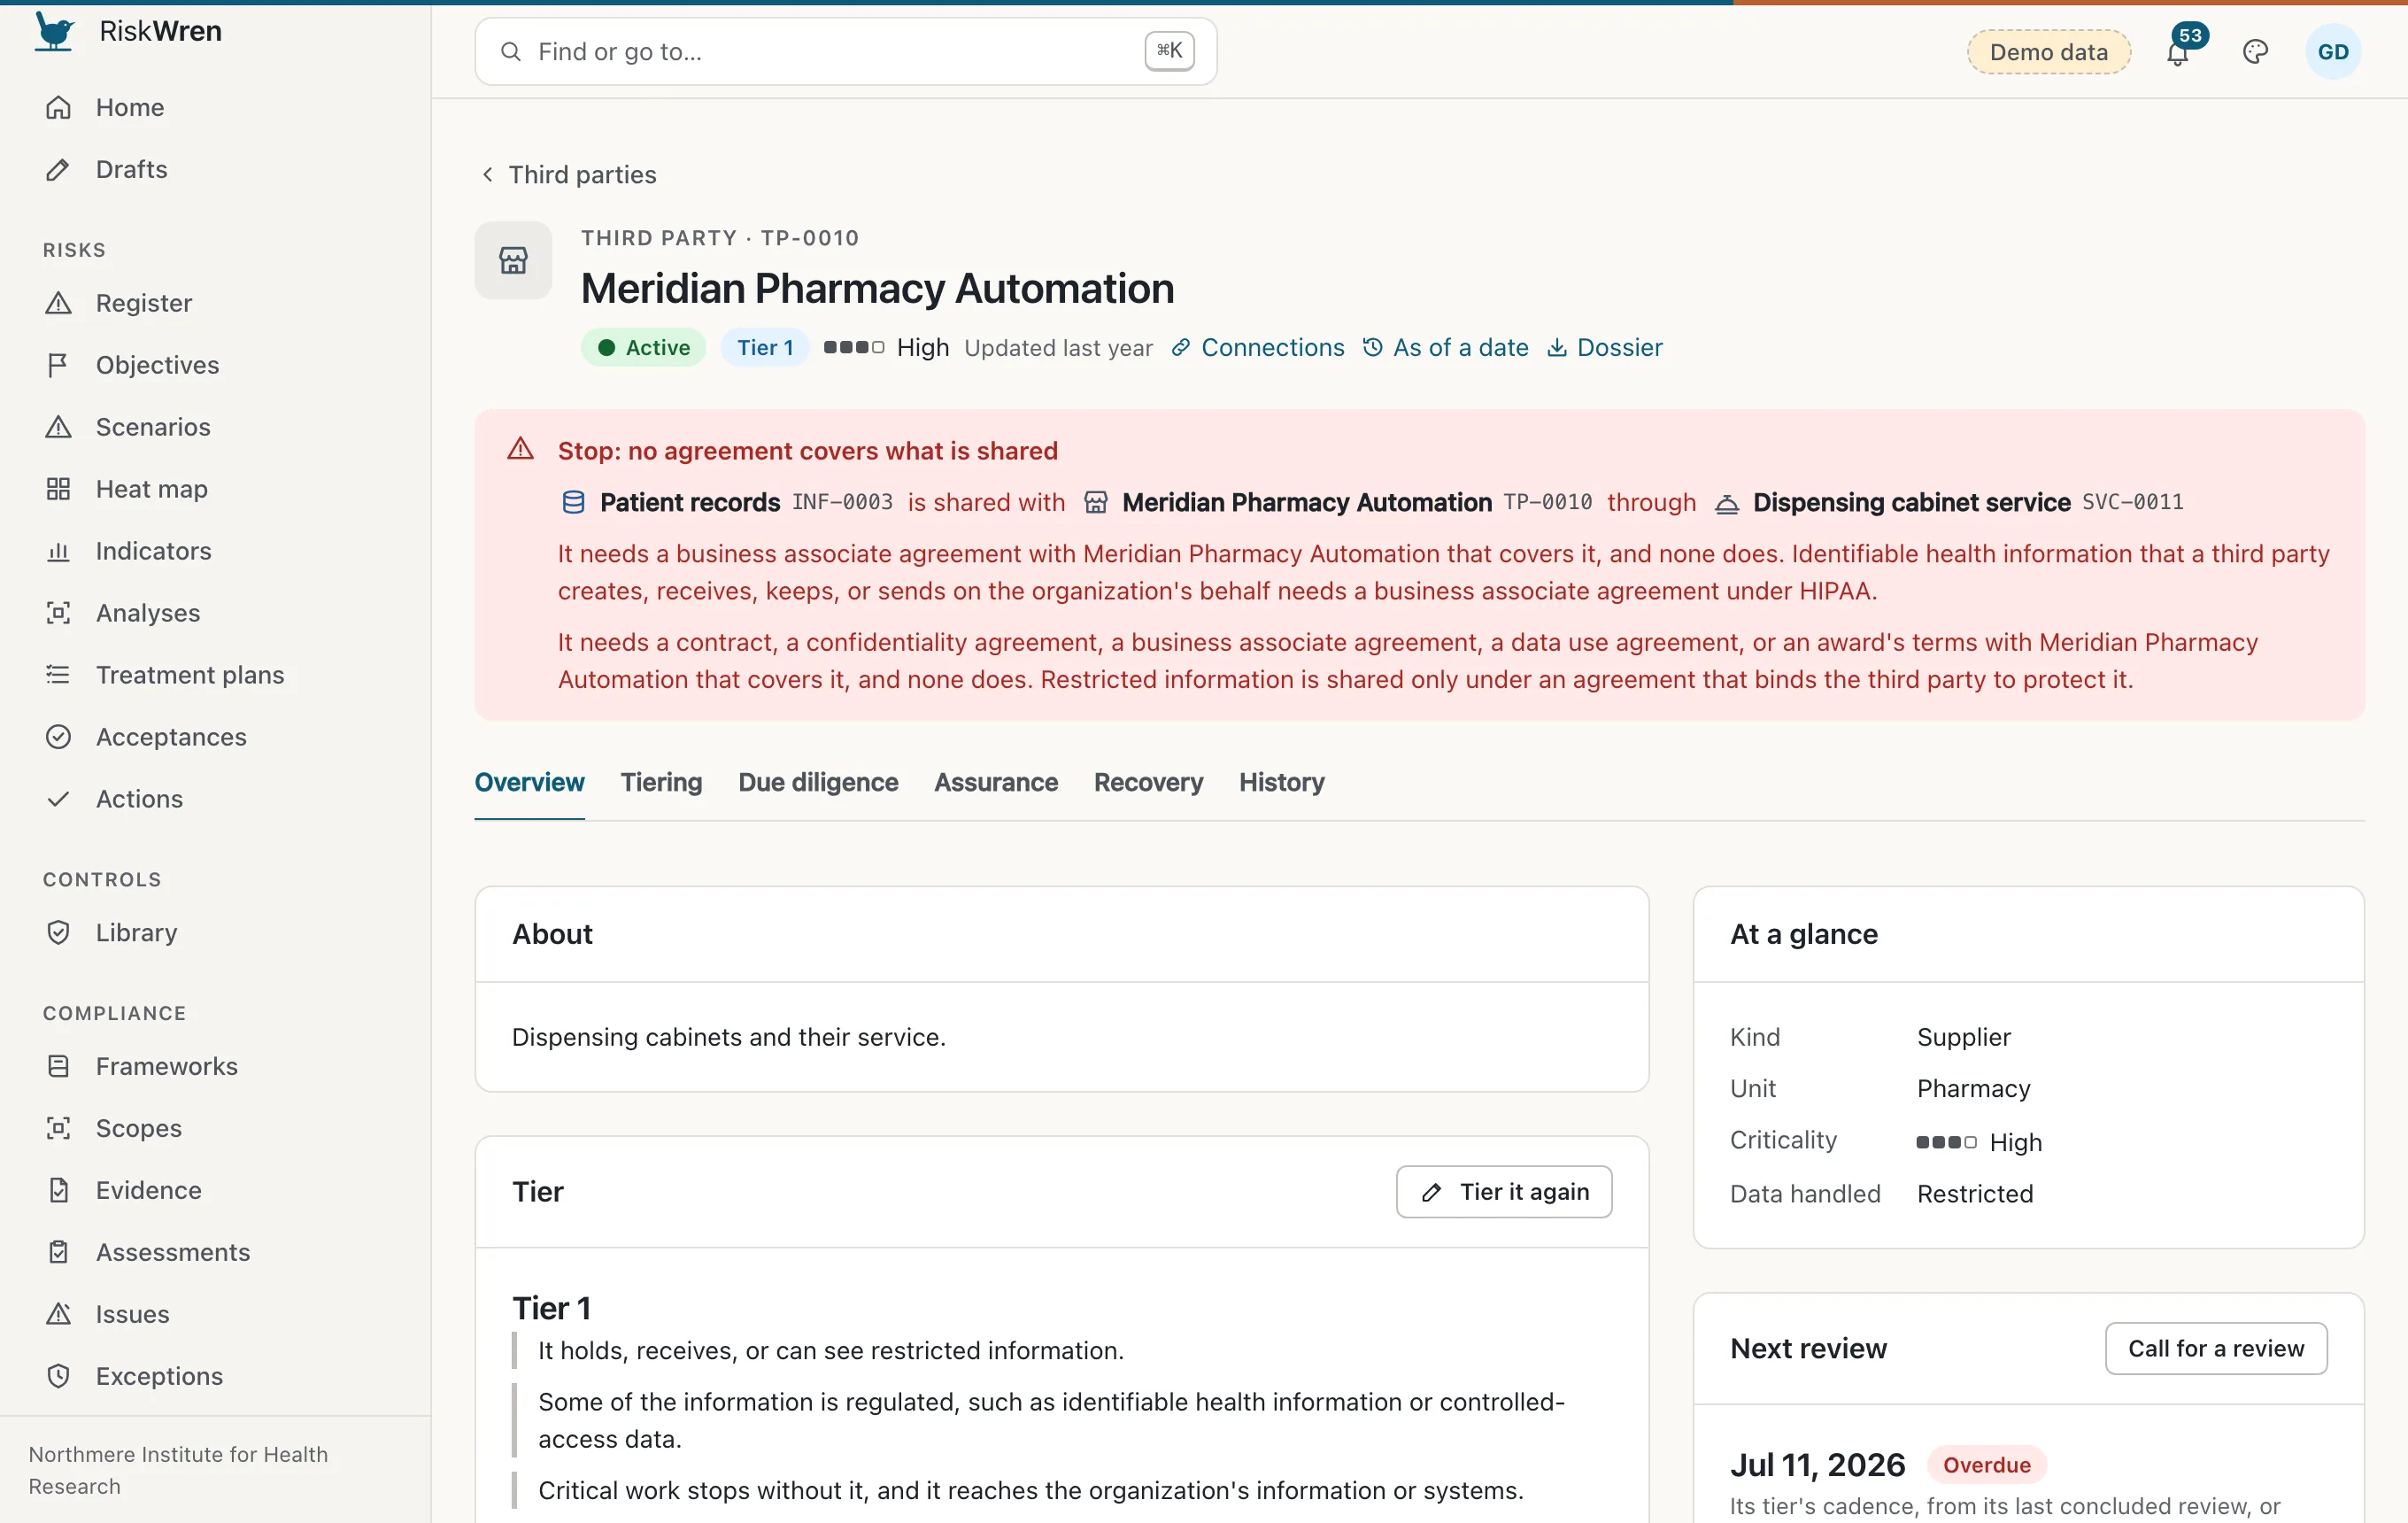 RiskWren
Find or go to...
⌘K
Demo data
53
GD
Home
Drafts
RISKS
Register
Objectives
Scenarios
Heat map
Indicators
Analyses
Treatment plans
Acceptances
Actions
CONTROLS
Library
COMPLIANCE
Frameworks
Scopes
Evidence
Assessments
Issues
Exceptions
Northmere Institute for Health
Research
Third parties
THIRD PARTY · TP-0010
Meridian Pharmacy Automation
Active Tier 1 High Updated last year Connections As of a date Dossier
Stop: no agreement covers what is shared
Patient records INF-0003 is shared with Meridian Pharmacy Automation TP-0010 through Dispensing cabinet service SVC-0011
It needs a business associate agreement with Meridian Pharmacy Automation that covers it, and none does. Identifiable health information that a third party
creates, receives, keeps, or sends on the organization's behalf needs a business associate agreement under HIPAA.
It needs a contract, a confidentiality agreement, a business associate agreement, a data use agreement, or an award's terms with Meridian Pharmacy
Automation that covers it, and none does. Restricted information is shared only under an agreement that binds the third party to protect it.
Overview Tiering Due diligence Assurance Recovery History
About
Dispensing cabinets and their service.
Tier
Tier it again
Tier 1
It holds, receives, or can see restricted information.
Some of the information is regulated, such as identifiable health information or controlled-
access data.
Critical work stops without it, and it reaches the organization's information or systems.
At a glance
Kind Supplier
Unit Pharmacy
Criticality High
Data handled Restricted
Next review
Call for a review
Jul 11, 2026 Overdue
Its tier's cadence, from its last concluded review, or